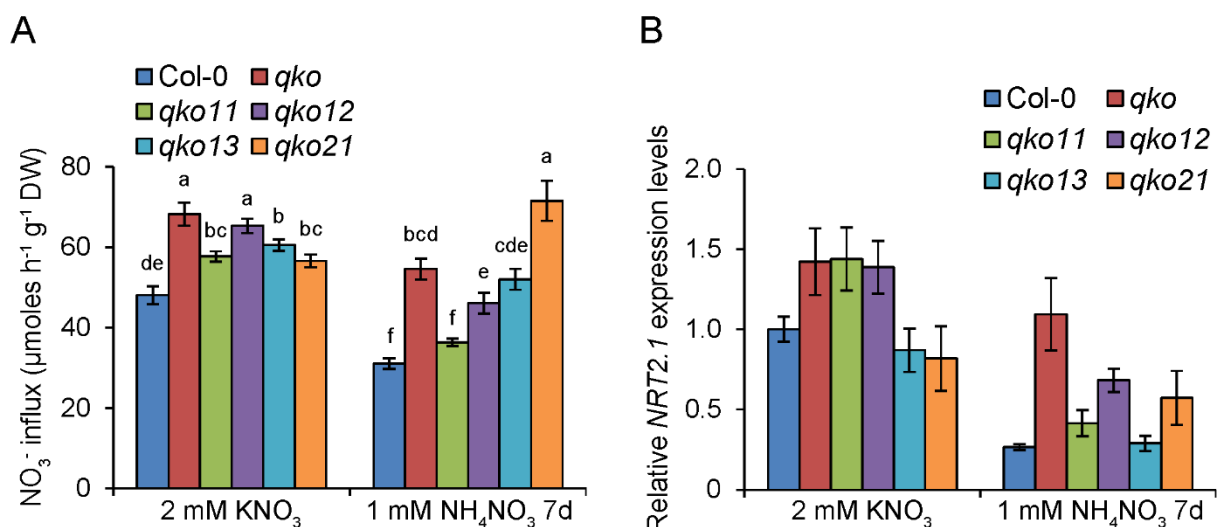 A
Col-0 qko
qko11 qko12
qko13 qko21
NO₃⁻ influx (µmoles h⁻¹ g⁻¹ DW)
80
60
40
20
0
de a bc a b bc
f bcd f e cde a
2 mM KNO₃ 1 mM NH₄NO₃ 7d
B
Col-0 qko
qko11 qko12
qko13 qko21
Relative NRT2.1 expression levels
2.0
1.5
1.0
0.5
0
2 mM KNO₃ 1 mM NH₄NO₃ 7d